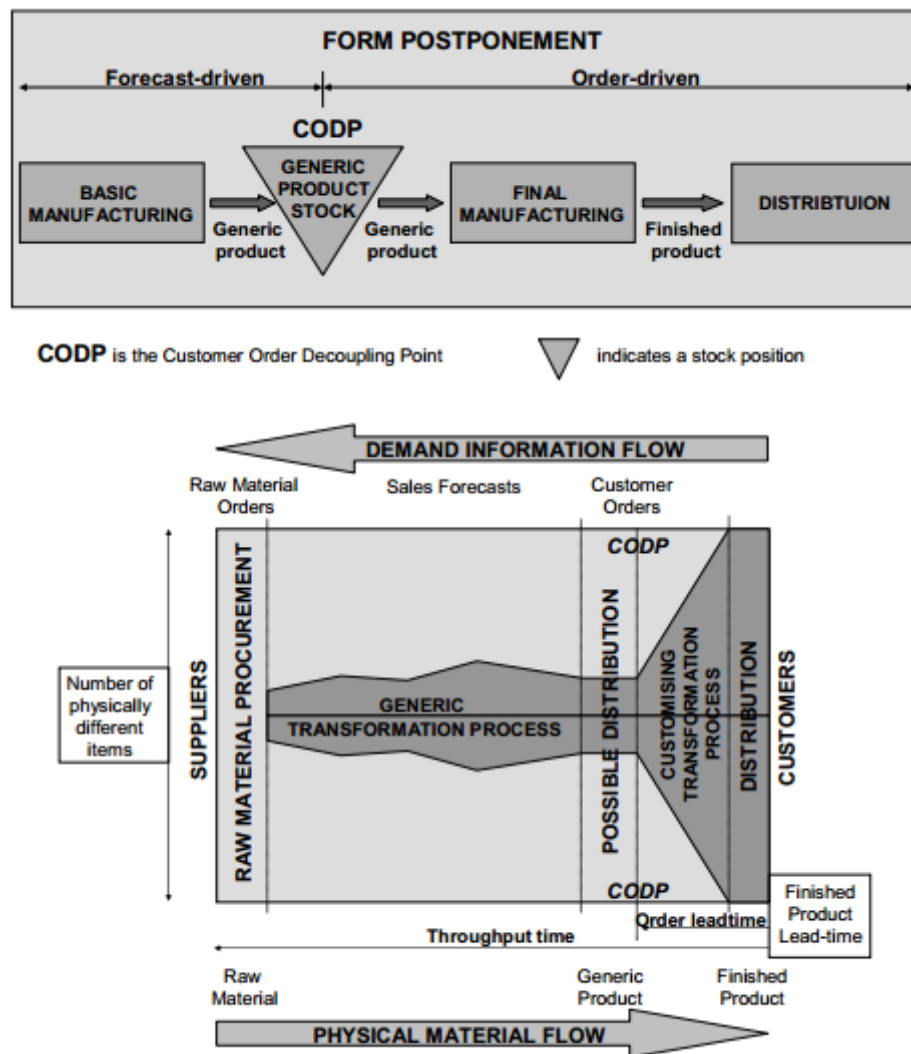 FORM POSTPONEMENT
Forecast-driven
Order-driven
CODP
BASIC
MANUFACTURING
Generic
product
GENERIC
PRODUCT
STOCK
Generic
product
FINAL
MANUFACTURING
Finished
product
DISTRIBTUION
CODP is the Customer Order Decoupling Point
indicates a stock position
DEMAND INFORMATION FLOW
Raw Material
Orders
Sales Forecasts
Customer
Orders
CODP
Number of
physically
different
items
SUPPLIERS
RAW MATERIAL PROCUREMENT
GENERIC
TRANSFORMATION PROCESS
POSSIBLE DISTRIBUTION
CUSTOMISING
TRANSFORMATION
PROCESS
DISTRIBUTION
CUSTOMERS
CODP
Order leadtime
Finished
Product
Lead-time
Throughput time
Raw
Material
Generic
Product
Finished
Product
PHYSICAL MATERIAL FLOW